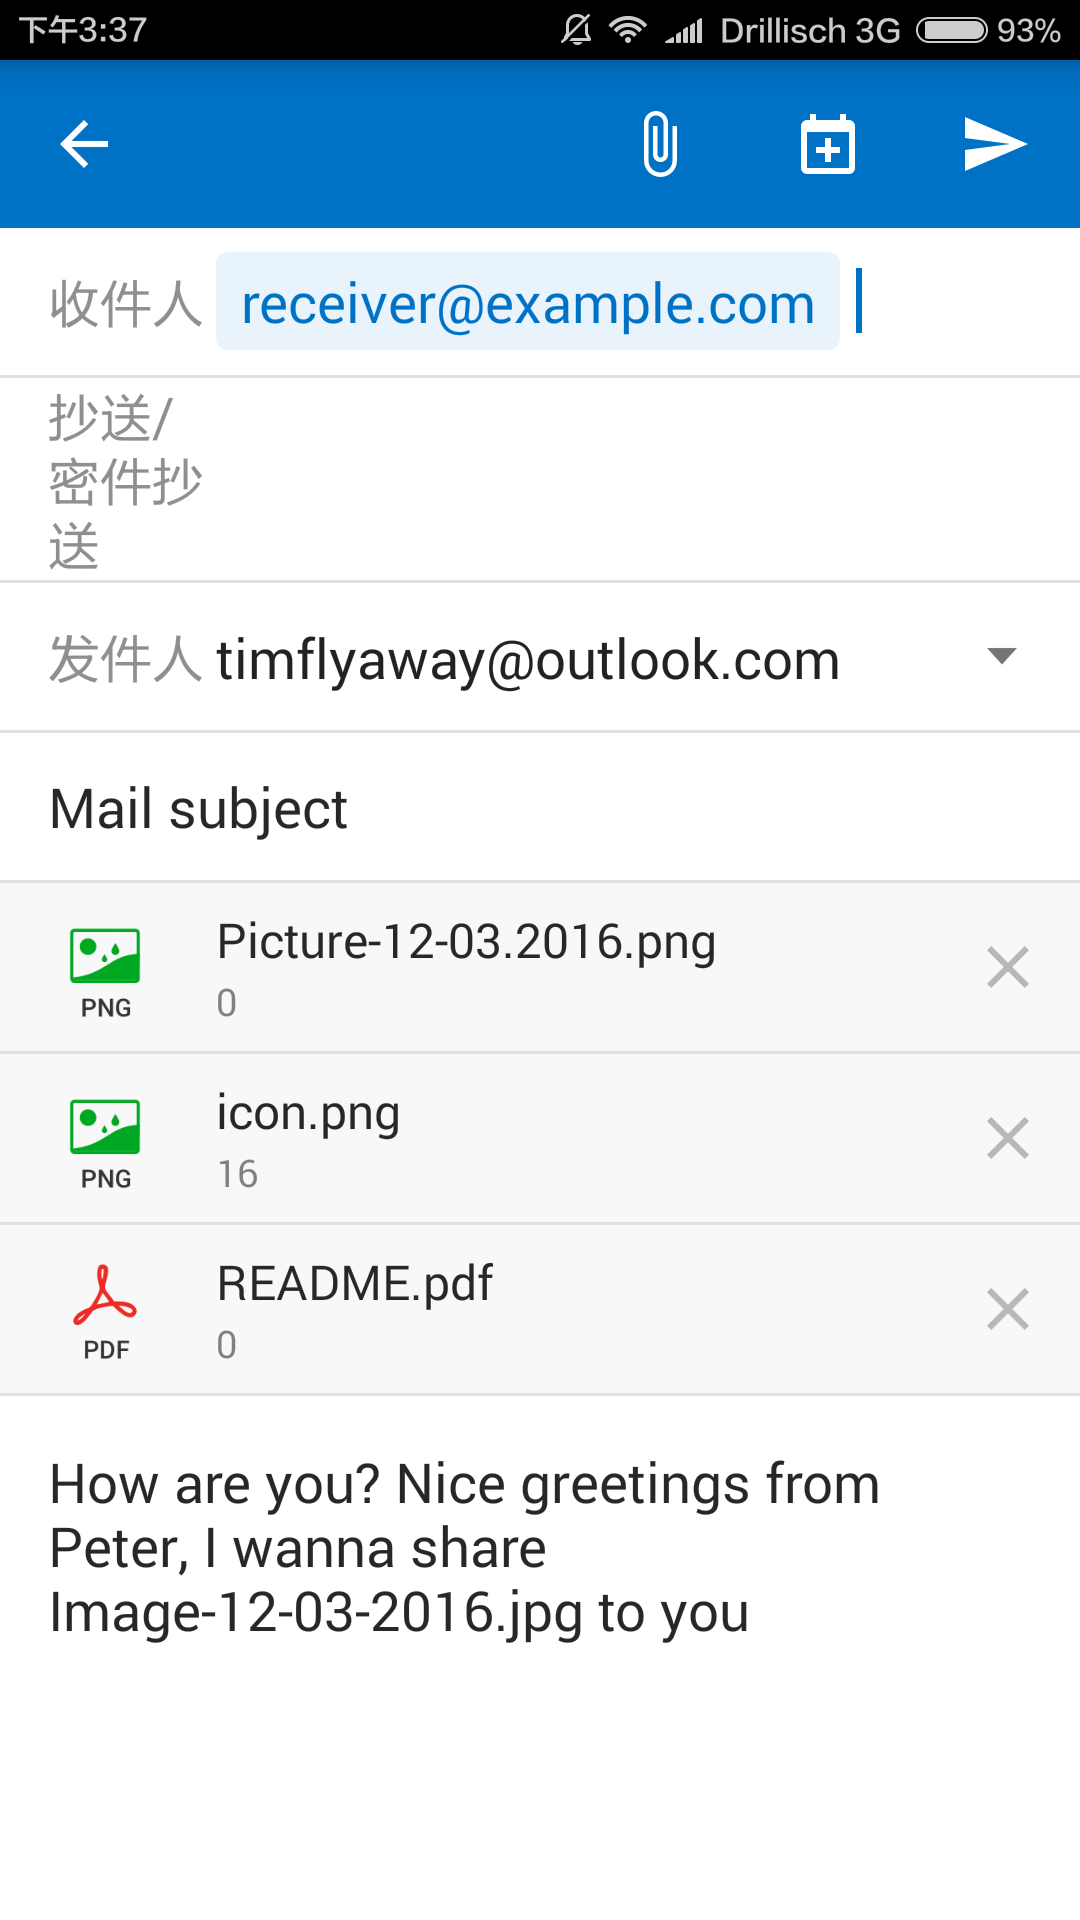 下午3:37 Drillisch 3G 93%
收件人 receiver@example.com
抄送/
密件抄
送
发件人 timflyaway@outlook.com
Mail subject
Picture-12-03.2016.png
PNG 0
icon.png
PNG 16
README.pdf
PDF 0
How are you? Nice greetings from
Peter, I wanna share
Image-12-03-2016.jpg to you